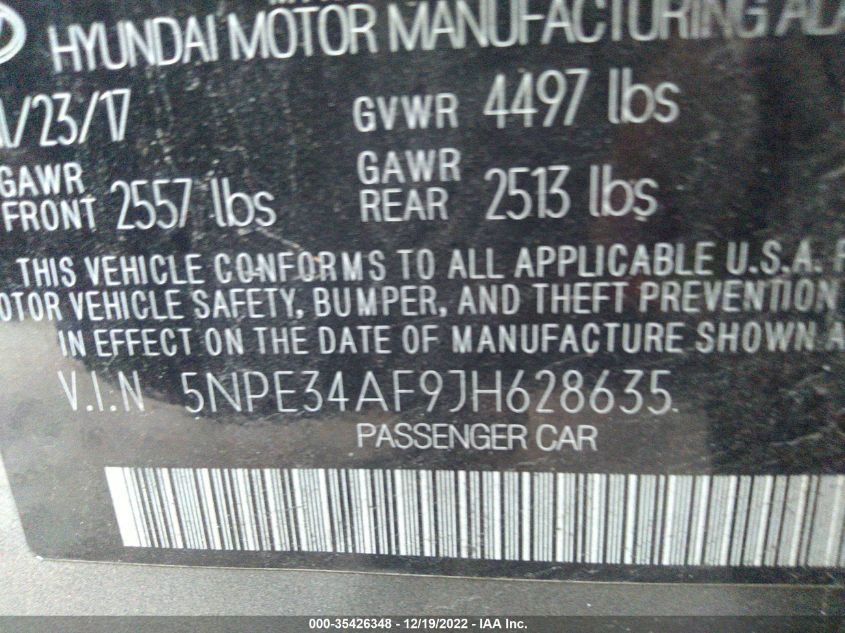 HYUNDAI MOTOR MANUFACTURING
/23/17 GVWR 4497 lbs
GAWR FRONT 2557 lbs GAWR REAR 2513 lbs
THIS VEHICLE CONFORMS TO ALL APPLICABLE U.S.A.
OTOR VEHICLE SAFETY, BUMPER, AND THEFT PREVENTION
IN EFFECT ON THE DATE OF MANUFACTURE SHOWN A
V.I.N 5NPE34AF9JH628635
PASSENGER CAR
000-35426348 - 12/19/2022 - IAA Inc.